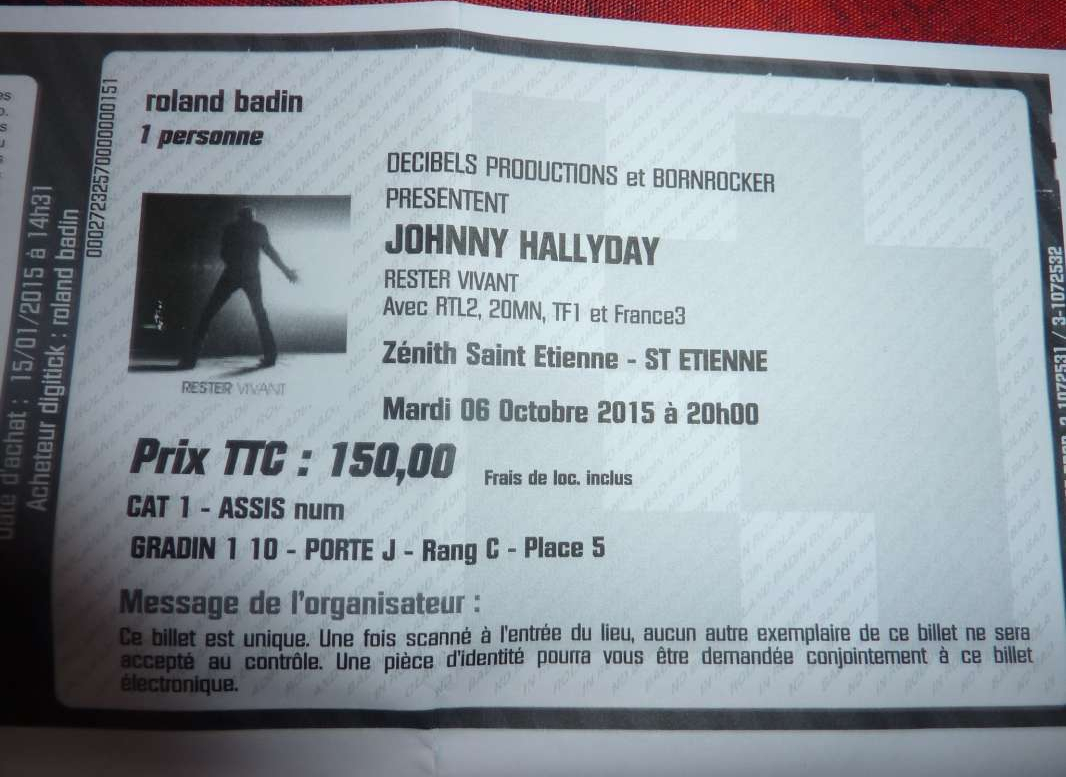 roland badin
1 personne
DECIBELS PRODUCTIONS et BORNROCKER
PRESENTENT
JOHNNY HALLYDAY
RESTER VIVANT
Avec RTL2, 20MN, TF1 et France3
Zénith Saint Etienne - ST ETIENNE
Mardi 06 Octobre 2015 à 20h00
RESTER VIVANT
Prix TTC : 150,00
Frais de loc. inclus
CAT 1 - ASSIS num
GRADIN 1 10 - PORTE J - Rang C - Place 5
Message de l'organisateur :
Ce billet est unique. Une fois scanné à l'entrée du lieu, aucun autre exemplaire de ce billet ne sera
accepté au contrôle. Une pièce d'identité pourra vous être demandée conjointement à ce billet
électronique.
Date d'achat : 15/01/2015 à 14h31
Acheteur digitick : roland badin
/ 3-1072532